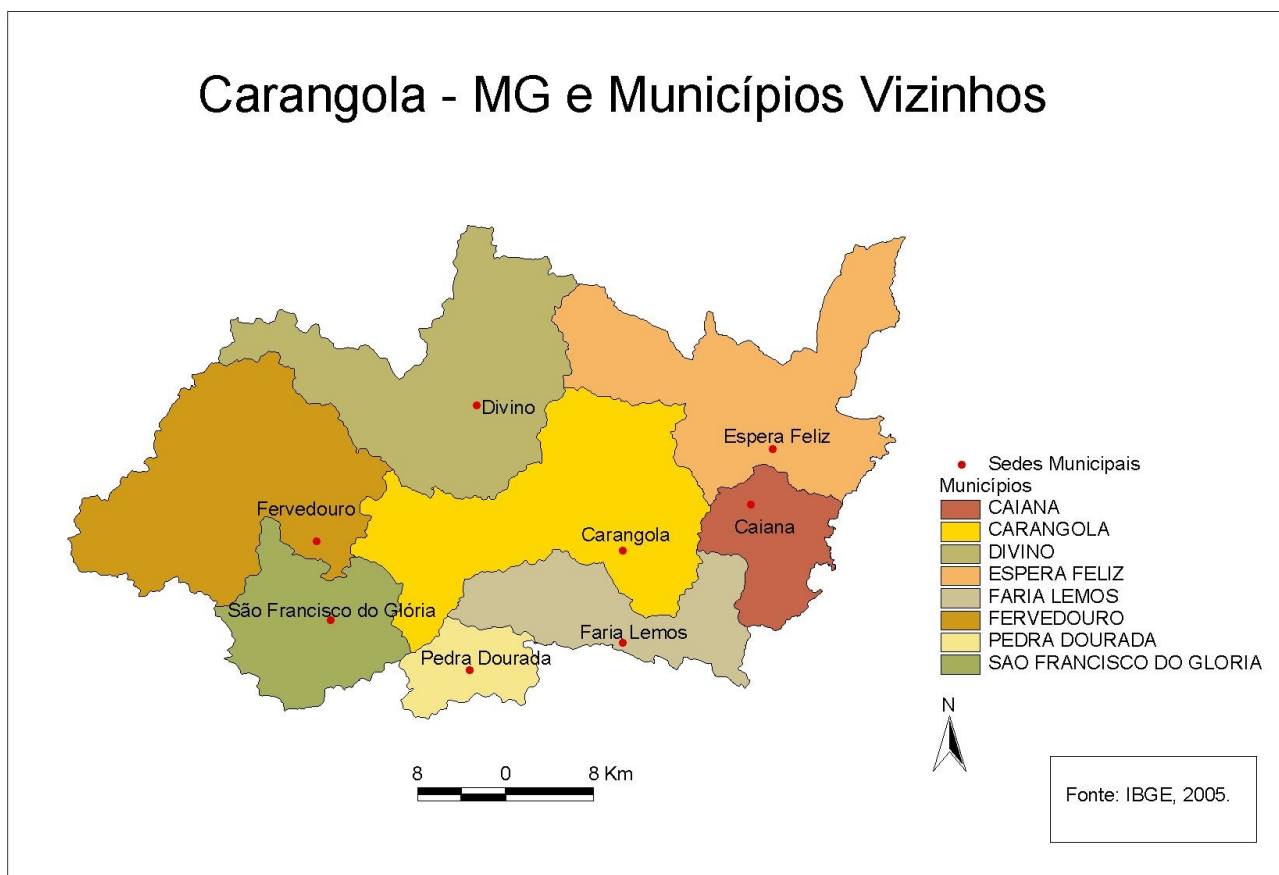 Carangola - MG e Municípios Vizinhos
Divino
Espera Feliz
Fervedouro
Caiana
Carangola
São Francisco do Glória
Faria Lemos
Pedra Dourada
8 0 8 Km
Sedes Municipais
Municípios
CAIANA
CARANGOLA
DIVINO
ESPERA FELIZ
FARIA LEMOS
FERVEDOURO
PEDRA DOURADA
SAO FRANCISCO DO GLORIA
N
Fonte: IBGE, 2005.